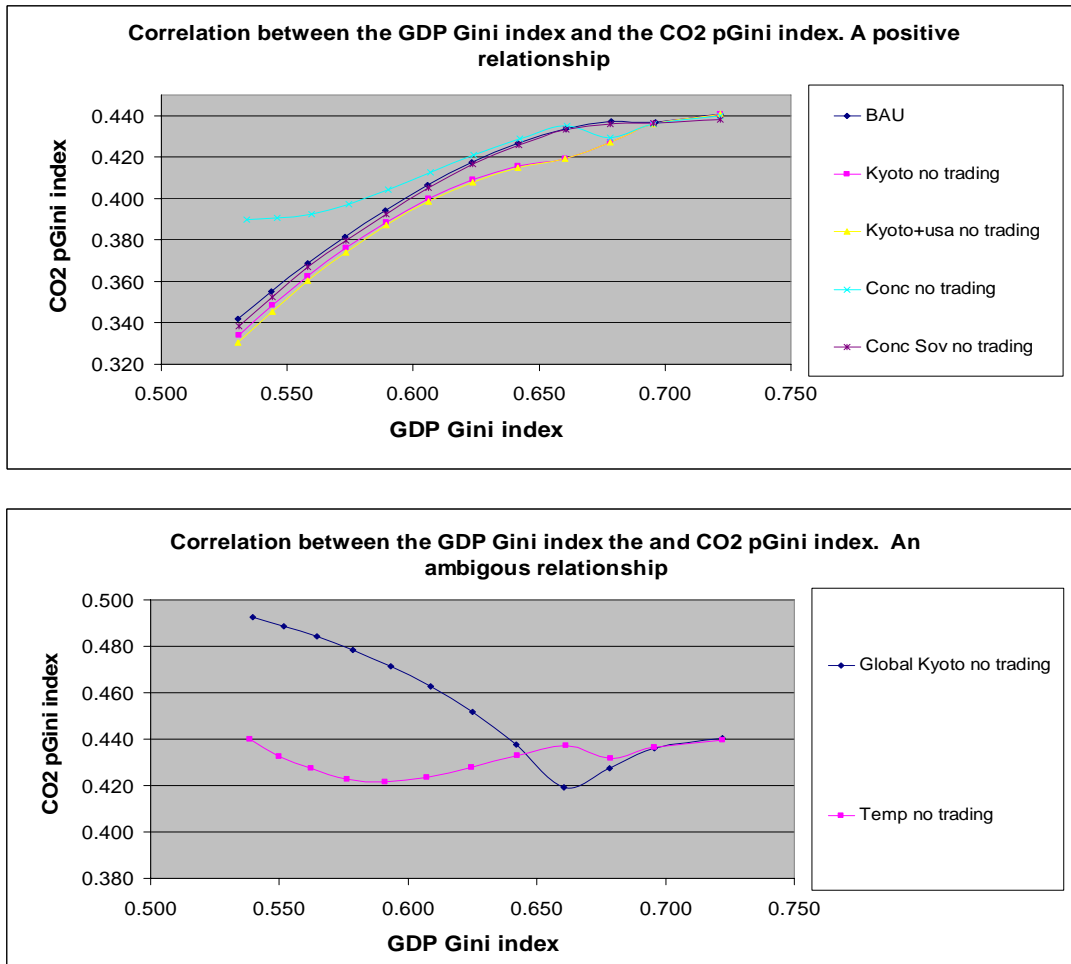 Correlation between the GDP Gini index and the CO2 pGini index. A positive
relationship
0.440
0.420
0.400
0.380
0.360
0.340
0.320
CO2 pGini index
0.500 0.550 0.600 0.650 0.700 0.750
GDP Gini index
BAU
Kyoto no trading
Kyoto+usa no trading
Conc no trading
Conc Sov no trading
Correlation between the GDP Gini index the and CO2 pGini index. An
ambigous relationship
0.500
0.480
0.460
0.440
0.420
0.400
0.380
CO2 pGini index
0.500 0.550 0.600 0.650 0.700 0.750
GDP Gini index
Global Kyoto no trading
Temp no trading